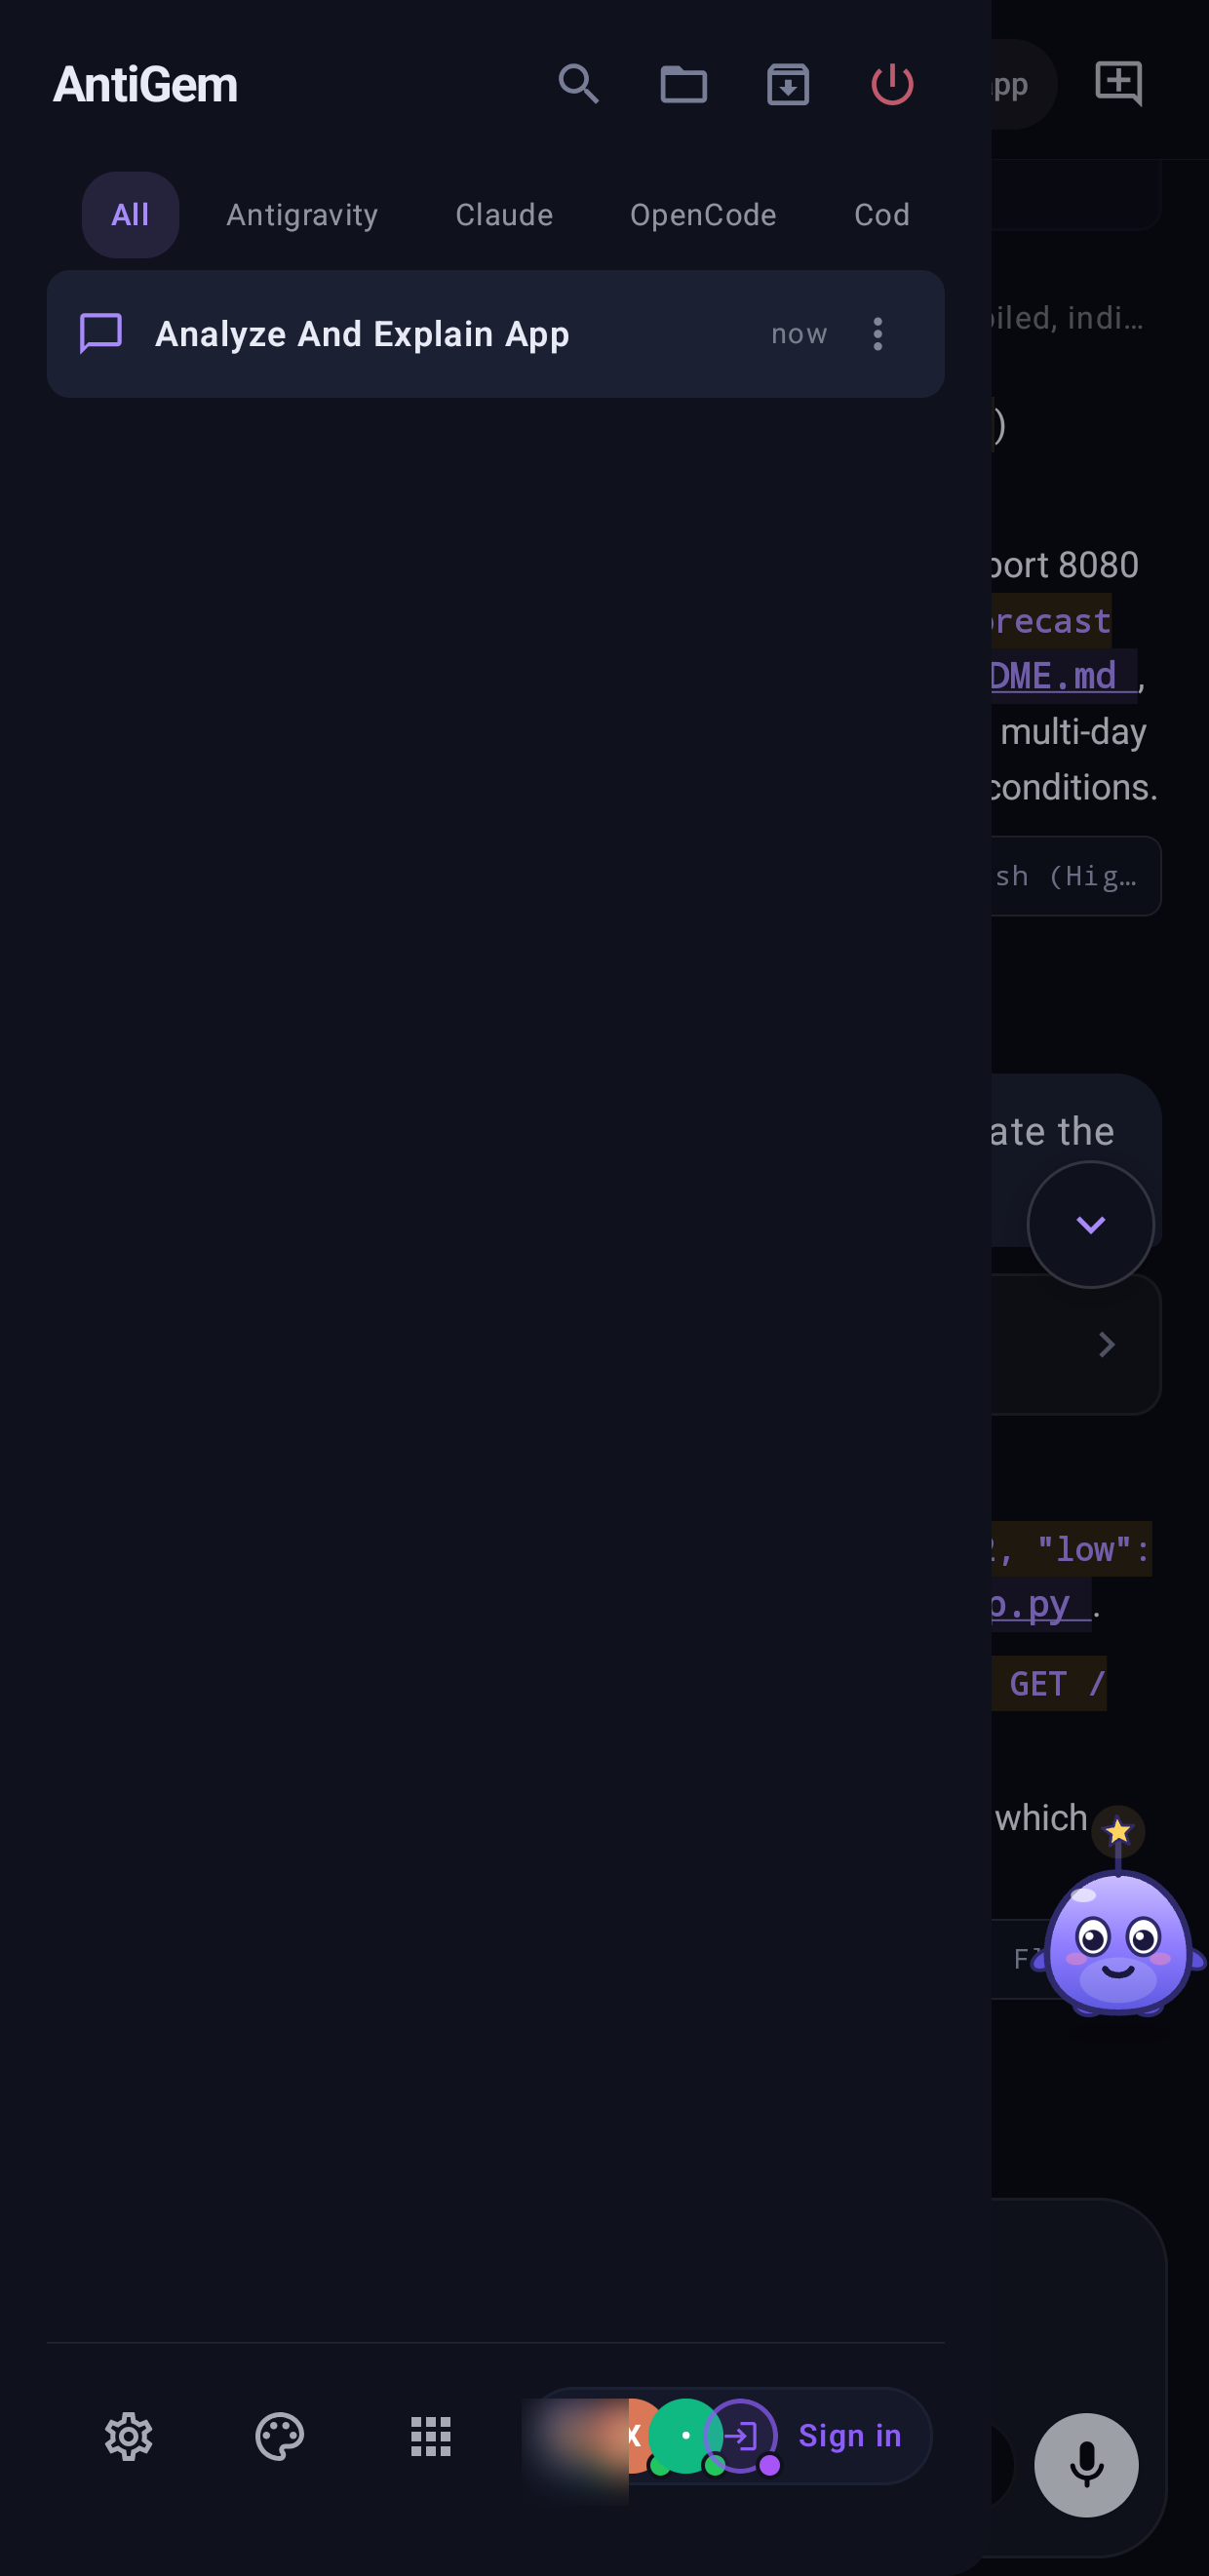 AntiGem
pp
All Antigravity Claude OpenCode Cod
Analyze And Explain App now
iled, indi…
)
port 8080
recast
DME.md ,
multi-day
conditions.
sh (Hig…
ate the
, "low":
p.py .
GET /
which
F
X
Sign in